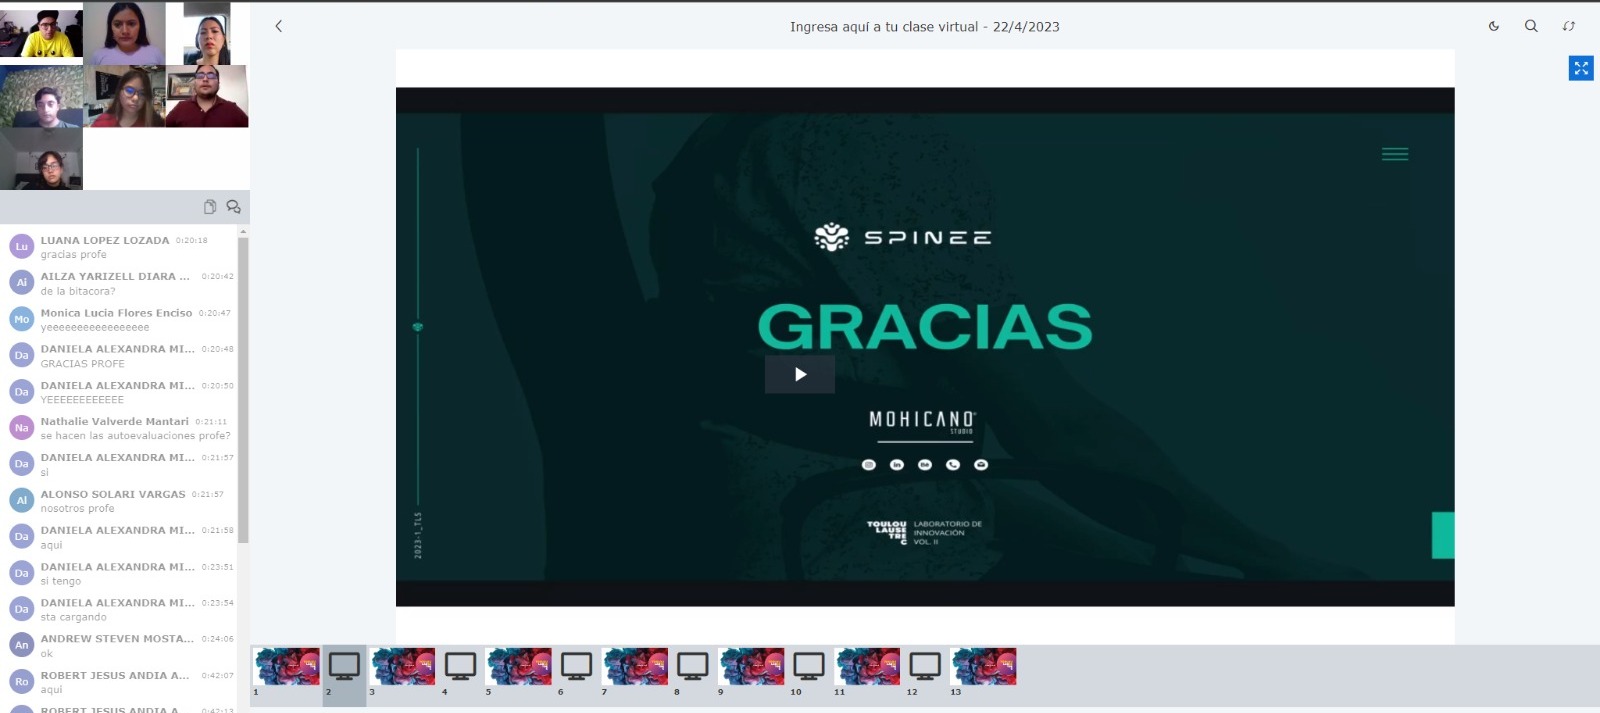 Ingresa aquí a tu clase virtual - 22/4/2023
Lu
LUANA LOPEZ LOZADA 0:20:18
gracias profe
Ai
AILZA YARIZELL DIARA ... 0:20:42
de la bitacora?
Mo
Monica Lucia Flores Enciso 0:20:47
yeeeeeeeeeeeeeeeee
Da
DANIELA ALEXANDRA MI... 0:20:48
GRACIAS PROFE
Da
DANIELA ALEXANDRA MI... 0:20:50
YEEEEEEEEEEEE
Na
Nathalie Valverde Mantari 0:21:11
se hacen las autoevaluaciones profe?
Da
DANIELA ALEXANDRA MI... 0:21:57
si
Al
ALONSO SOLARI VARGAS 0:21:57
nosotros profe
Da
DANIELA ALEXANDRA MI... 0:21:58
aqui
Da
DANIELA ALEXANDRA MI... 0:23:51
si tengo
Da
DANIELA ALEXANDRA MI... 0:23:54
sta cargando
An
ANDREW STEVEN MOSTA... 0:24:06
ok
Ro
ROBERT JESUS ANDIA A... 0:42:07
aqui
ROBERT JESUS ANDIA A... 0:42:13
SPINEE
GRACIAS
MOHICANO
STUDIO
in
Bē
2023-1_TLS
TOULOU
LAUSE
TRE
C
LABORATORIO DE
INNOVACIÓN
VOL. II
1 2 3 4 5 6 7 8 9 10 11 12 13